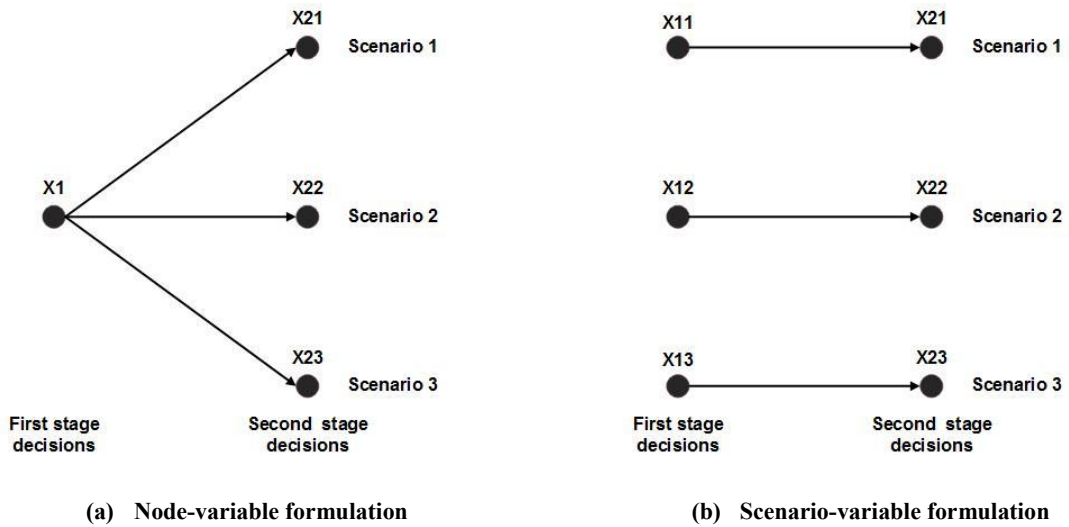 X21
Scenario 1
X1
X22
Scenario 2
X23
Scenario 3
First stage
decisions
Second stage
decisions
(a) Node-variable formulation
X11
X21
Scenario 1
X12
X22
Scenario 2
X13
X23
Scenario 3
First stage
decisions
Second stage
decisions
(b) Scenario-variable formulation